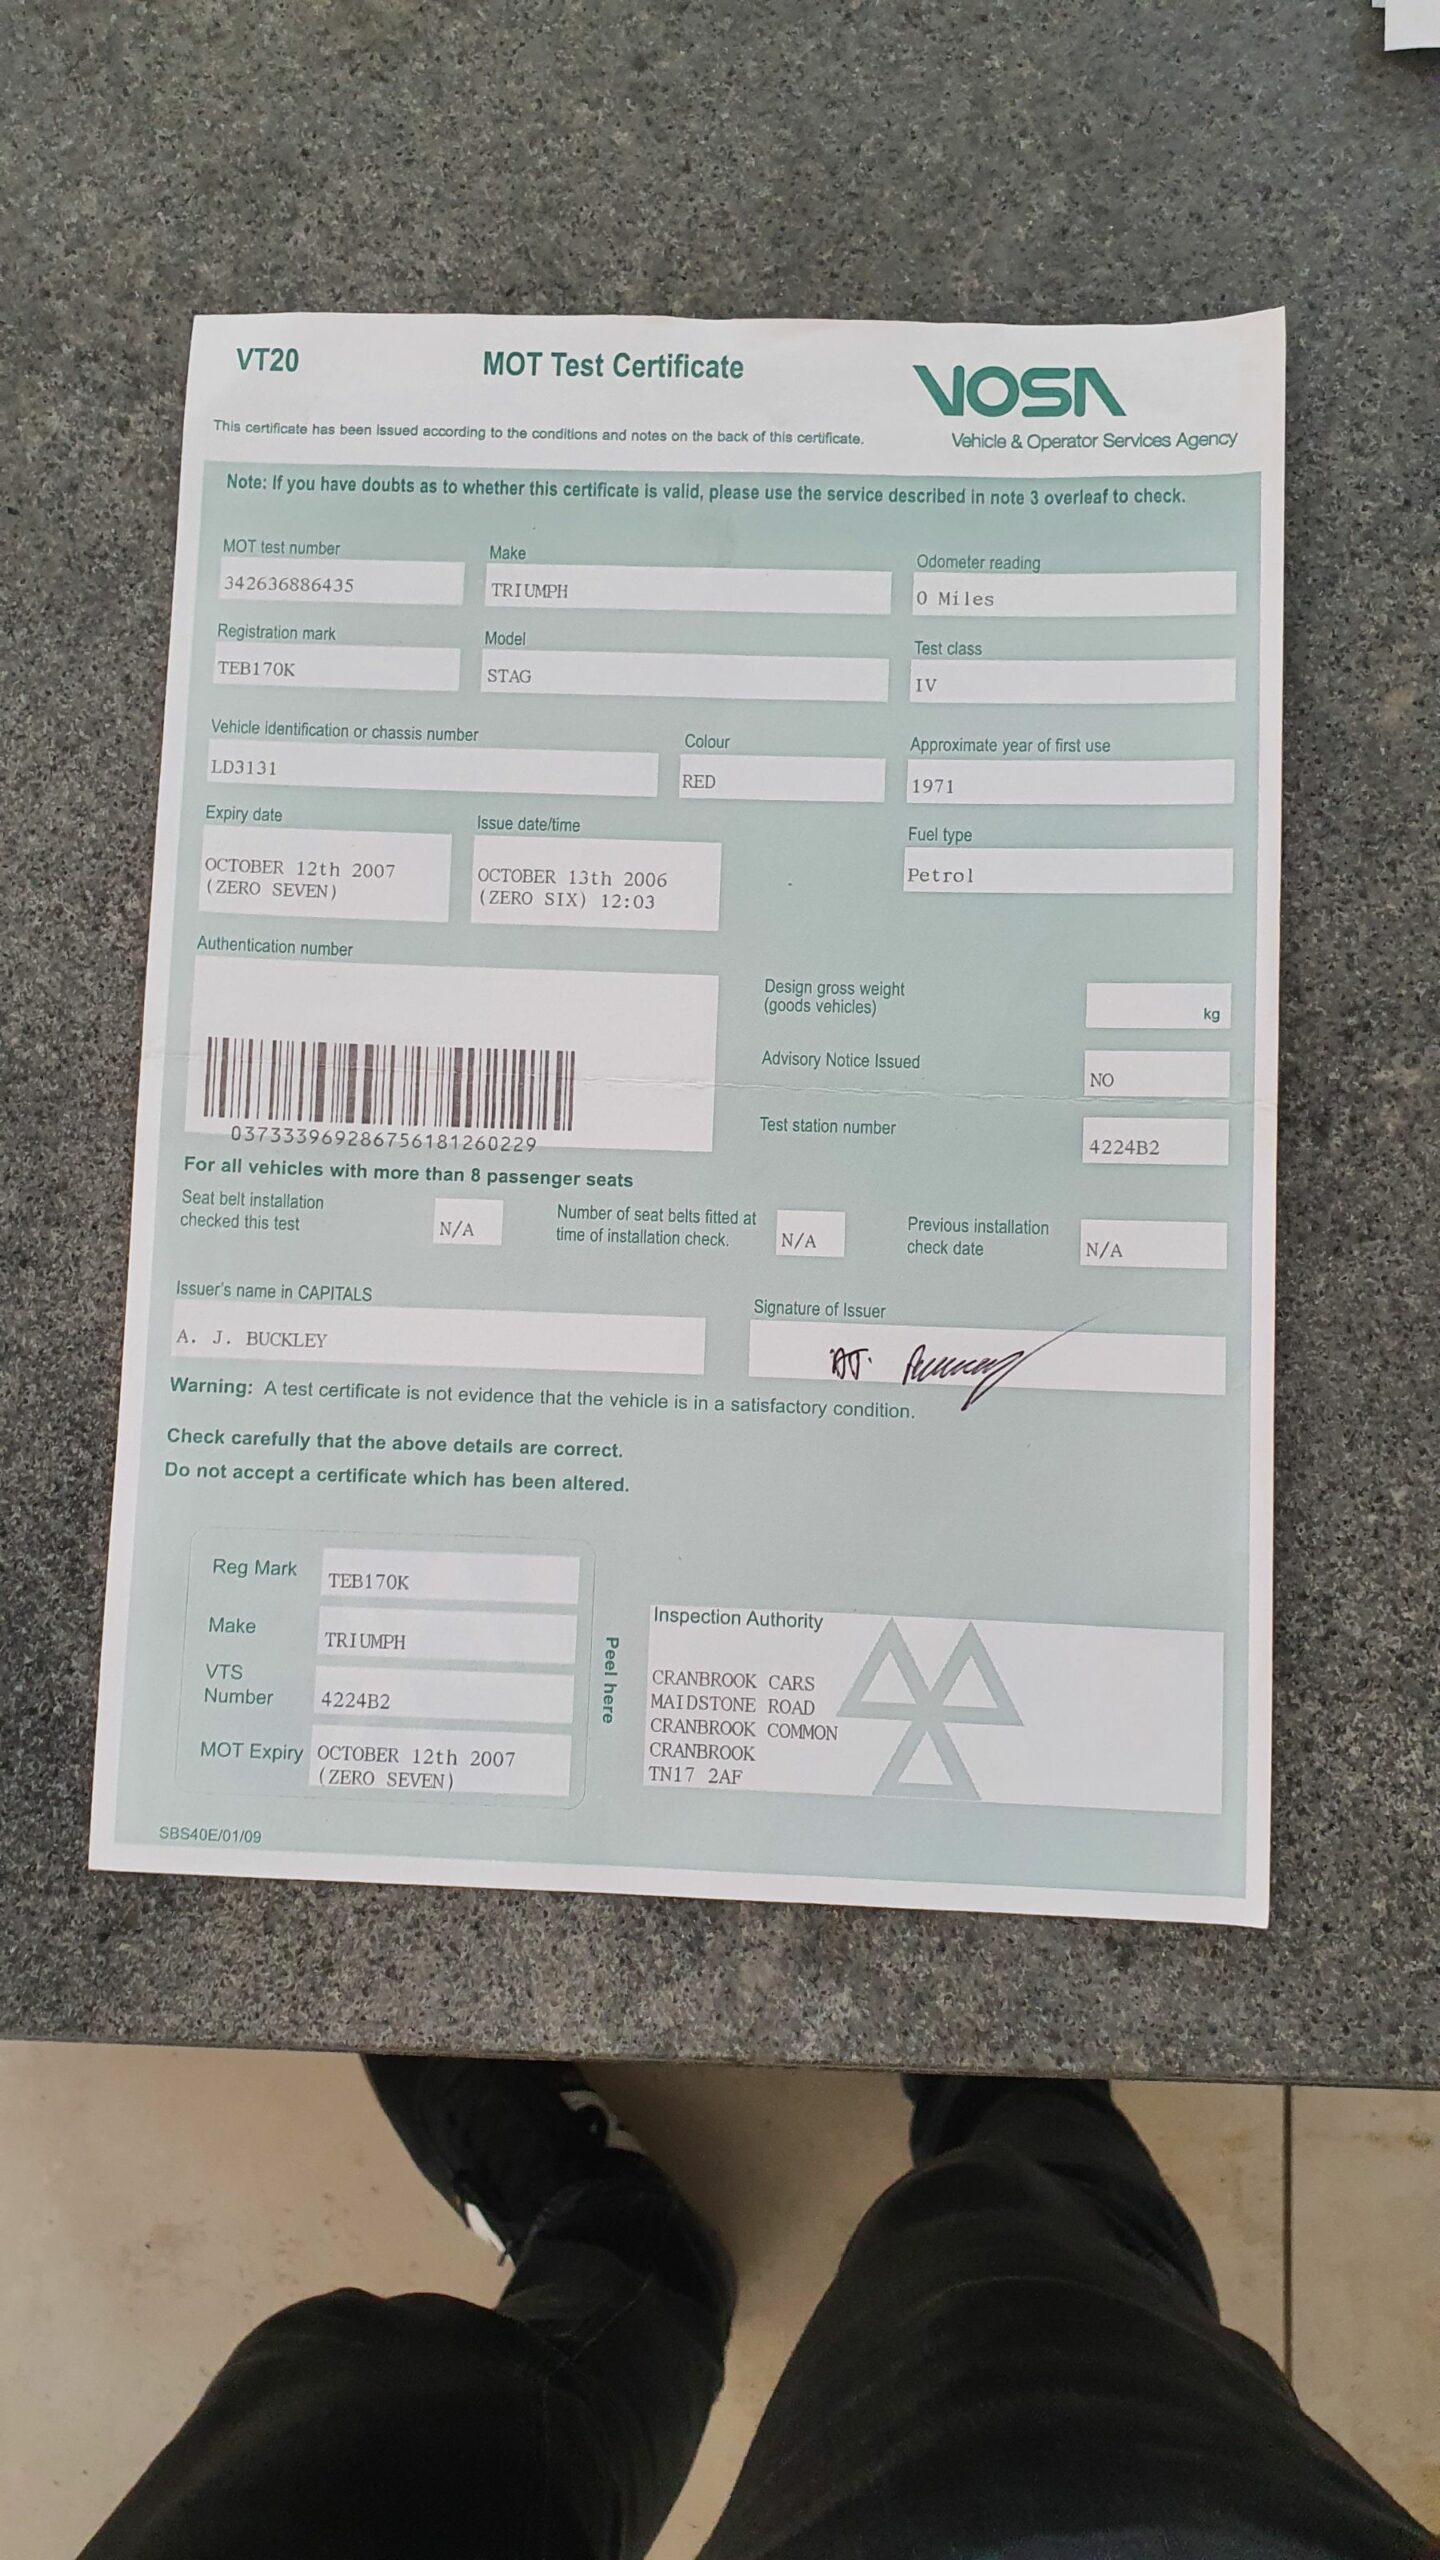 VT20
MOT Test Certificate
VOSA
Vehicle & Operator Services Agency
This certificate has been issued according to the conditions and notes on the back of this certificate.
Note: If you have doubts as to whether this certificate is valid, please use the service described in note 3 overleaf to check.
MOT test number
342636886435
Make
TRIUMPH
Odometer reading
0 Miles
Registration mark
TEB170K
Model
STAG
Test class
IV
Vehicle identification or chassis number
LD3131
Colour
RED
Approximate year of first use
1971
Expiry date
OCTOBER 12th 2007
(ZERO SEVEN)
Issue date/time
OCTOBER 13th 2006
(ZERO SIX) 12:03
Fuel type
Petrol
Authentication number
037333969286756181260229
Design gross weight
(goods vehicles)
kg
Advisory Notice Issued
NO
Test station number
4224B2
For all vehicles with more than 8 passenger seats
Seat belt installation
checked this test
N/A
Number of seat belts fitted at
time of installation check.
N/A
Previous installation
check date
N/A
Issuer's name in CAPITALS
A. J. BUCKLEY
Signature of Issuer
Warning: A test certificate is not evidence that the vehicle is in a satisfactory condition.
Check carefully that the above details are correct.
Do not accept a certificate which has been altered.
Reg Mark
TEB170K
Make
TRIUMPH
VTS
Number
4224B2
MOT Expiry
OCTOBER 12th 2007
(ZERO SEVEN)
Peel here
Inspection Authority
CRANBROOK CARS
MAIDSTONE ROAD
CRANBROOK COMMON
CRANBROOK
TN17 2AF
SBS40E/01/09